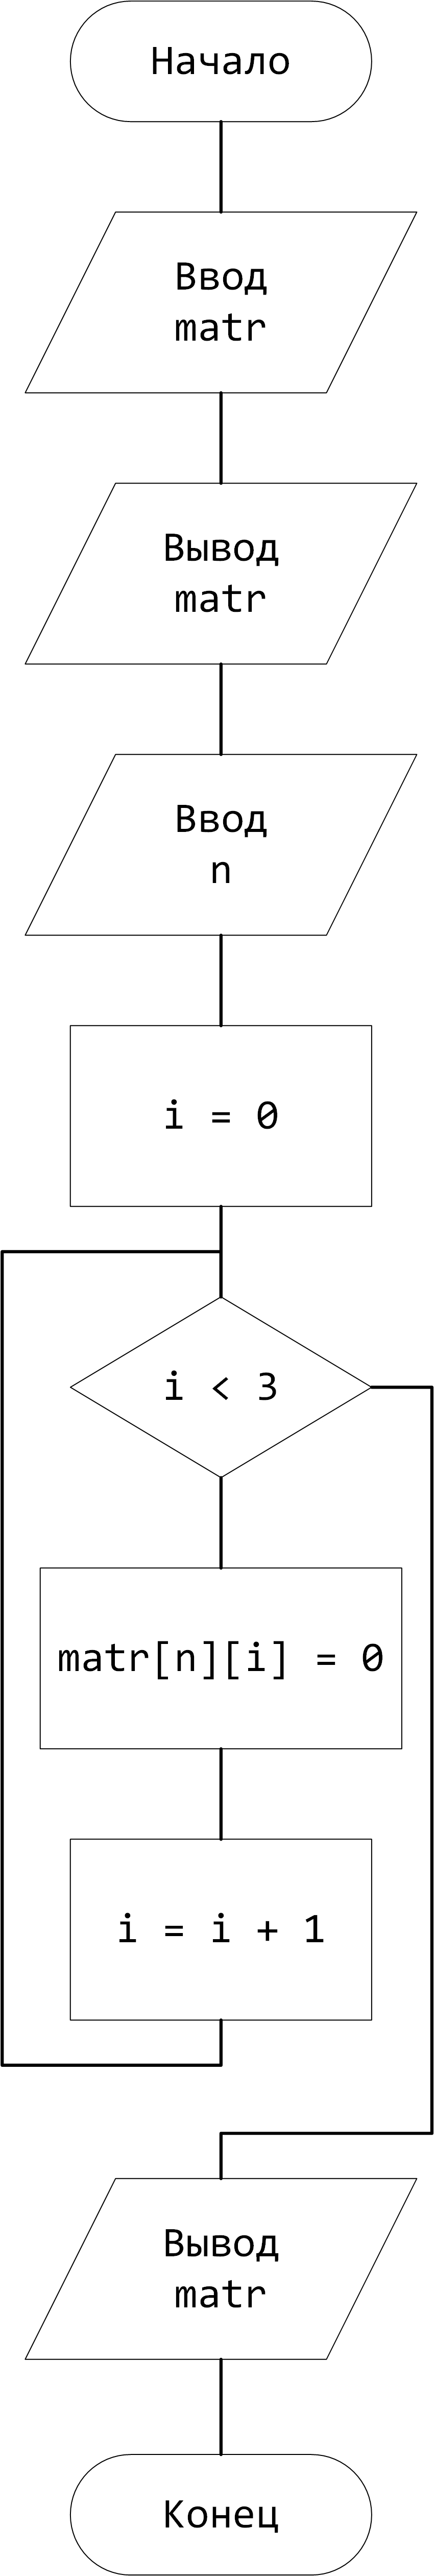 Начало
Ввод
matr
Вывод
matr
Ввод
n
i = 0
i < 3
matr[n][i] = 0
i = i + 1
Вывод
matr
Конец